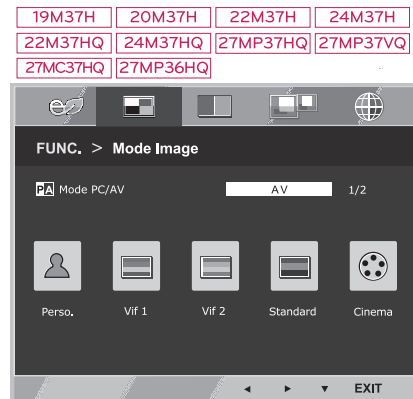 19M37H 20M37H 22M37H 24M37H
22M37HQ 24M37HQ 27MP37HQ 27MP37VQ
27MC37HQ 27MP36HQ
FUNC. > Mode Image
PA Mode PC/AV AV 1/2
Perso. Vif 1 Vif 2 Standard Cinema
EXIT